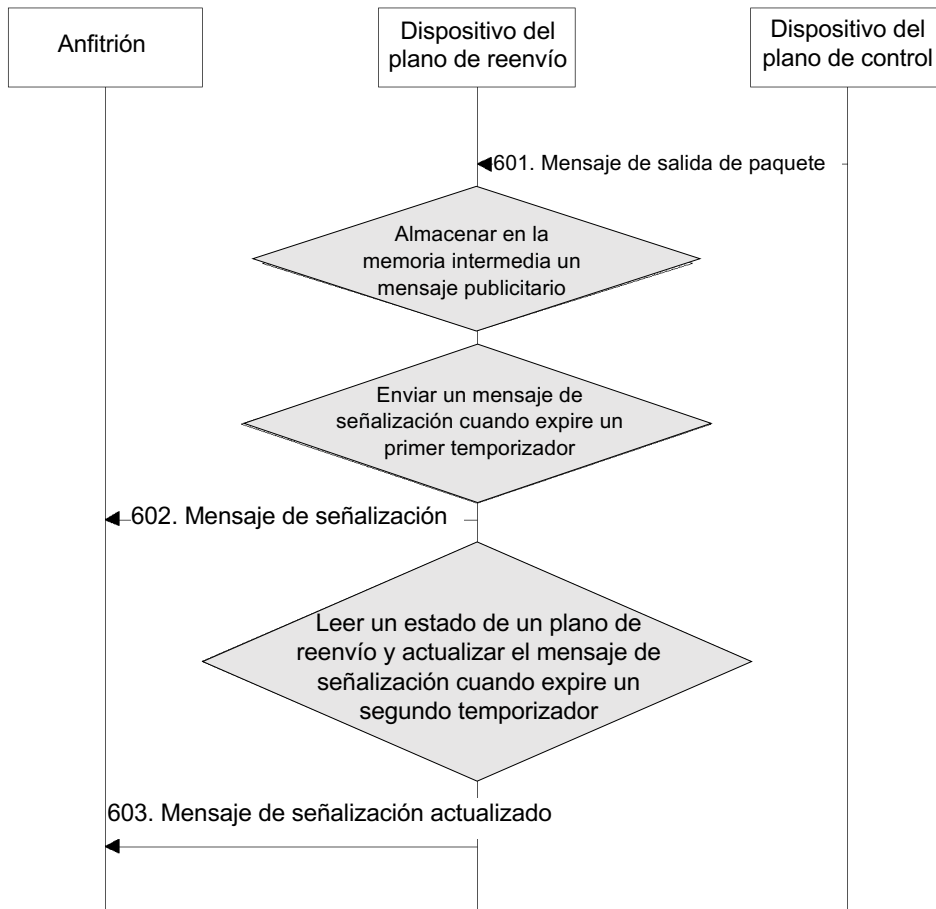 Anfitrión
Dispositivo del
plano de reenvío
Dispositivo del
plano de control
601. Mensaje de salida de paquete
Almacenar en la
memoria intermedia un
mensaje publicitario
Enviar un mensaje de
señalización cuando expire un
primer temporizador
602. Mensaje de señalización
Leer un estado de un plano de
reenvío y actualizar el mensaje de
señalización cuando expire un
segundo temporizador
603. Mensaje de señalización actualizado